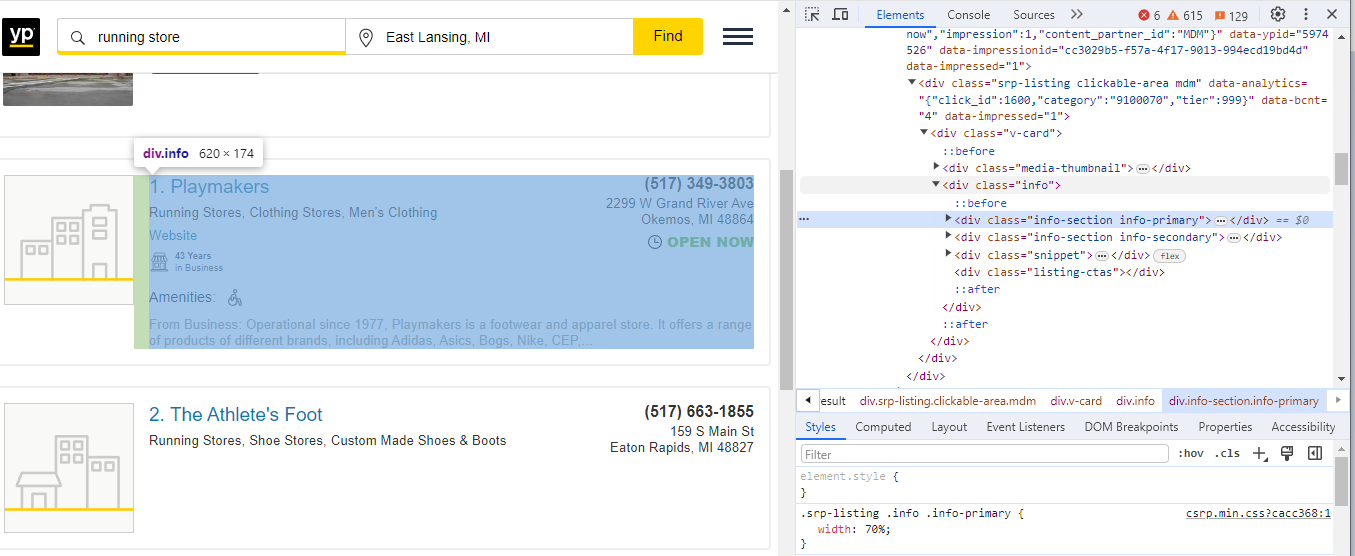 yp
running store
East Lansing, MI
Find
div.info 620 × 174
1. Playmakers
(517) 349-3803
Running Stores, Clothing Stores, Men's Clothing
2299 W Grand River Ave
Okemos, MI 48864
Website
OPEN NOW
43 Years
in Business
Amenities:
From Business: Operational since 1977, Playmakers is a footwear and apparel store. It offers a range
of products of different brands, including Adidas, Asics, Bogs, Nike, CEP,...
2. The Athlete's Foot
(517) 663-1855
Running Stores, Shoe Stores, Custom Made Shoes & Boots
159 S Main St
Eaton Rapids, MI 48827
Elements Console Sources 6 615 129
now","impression":1,"content_partner_id":"MDM"}" data-ypid="5974
526" data-impressionid="cc3029b5-f57a-4f17-9013-994ecd19bd4d"
data-impressed="1">
<div class="srp-listing clickable-area mdm" data-analytics=
"{"click_id":1600,"category":"9100070","tier":999}" data-bcnt=
"4" data-impressed="1">
<div class="v-card">
::before
<div class="media-thumbnail">…</div>
<div class="info">
::before
… <div class="info-section info-primary">…</div> == $0
<div class="info-section info-secondary">…</div>
<div class="snippet">…</div> flex
<div class="listing-ctas"></div>
::after
</div>
::after
</div>
</div>
</div>
esult div.srp-listing.clickable-area.mdm div.v-card div.info div.info-section.info-primary
Styles Computed Layout Event Listeners DOM Breakpoints Properties Accessibility
Filter :hov .cls
element.style {
}
.srp-listing .info .info-primary { csrp.min.css?cacc368:1
width: 70%;
}